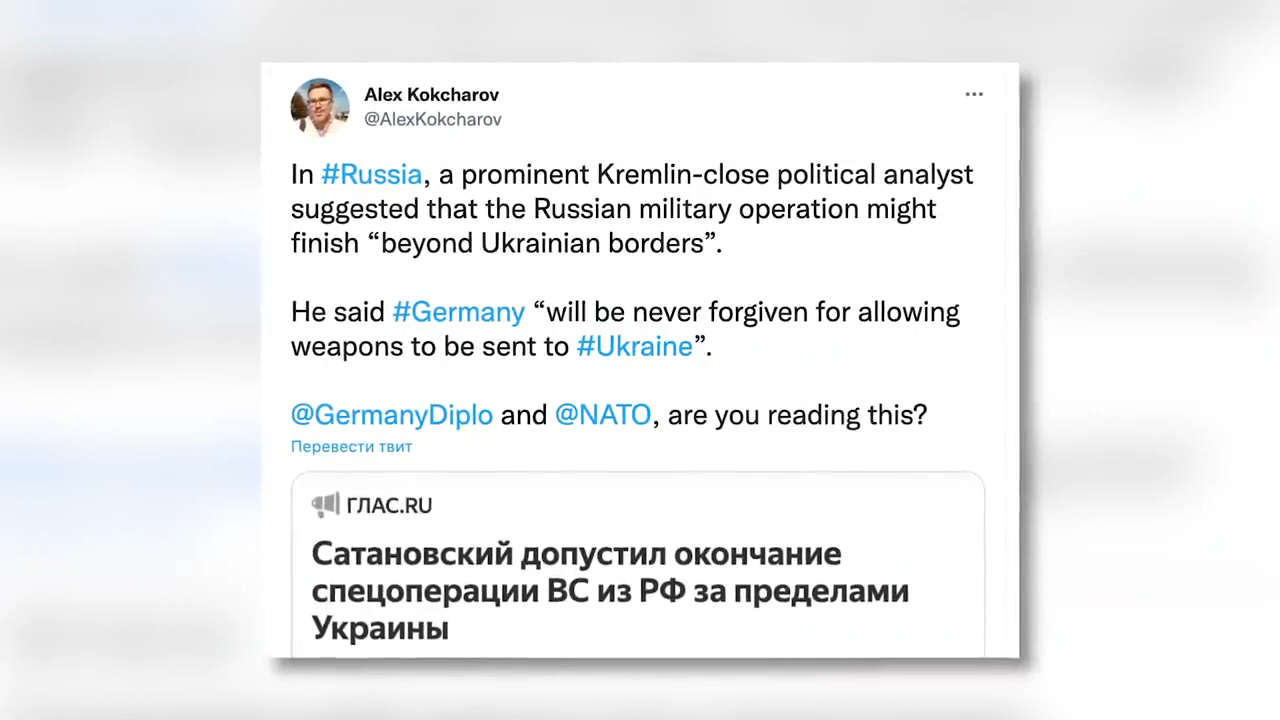 Alex Kokcharov
@AlexKokcharov
In #Russia, a prominent Kremlin-close political analyst
suggested that the Russian military operation might
finish “beyond Ukrainian borders”.
He said #Germany “will be never forgiven for allowing
weapons to be sent to #Ukraine”.
@GermanyDiplo and @NATO, are you reading this?
Перевести твит
ГЛАС.RU
Сатановский допустил окончание
спецоперации ВС из РФ за пределами
Украины